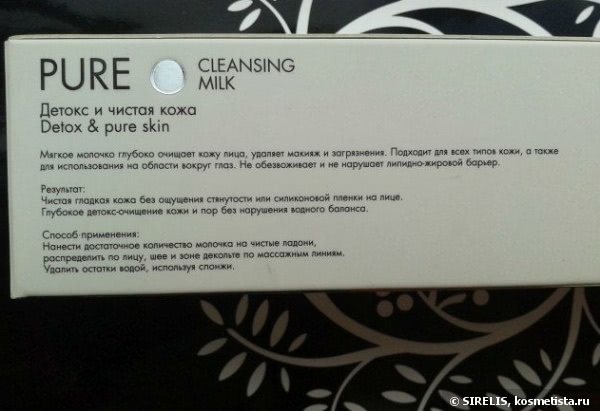 PURE CLEANSING
MILK
Детокс и чистая кожа
Detox & pure skin
Мягкое молочко глубоко очищает кожу лица, удаляет макияж и загрязнения. Подходит для всех типов кожи, а также
для использования на области вокруг глаз. Не обезвоживает и не нарушает липидно-жировой барьер.
Результат:
Чистая гладкая кожа без ощущения стянутости или силиконовой пленки на лице.
Глубокое детокс-очищение кожи и пор без нарушения водного баланса.
Способ применения:
Нанести достаточное количество молочка на чистые ладони,
распределить по лицу, шее и зоне декольте по массажным линиям.
Удалить остатки водой, используя спонжи.
© SIRELIS, kosmetista.ru